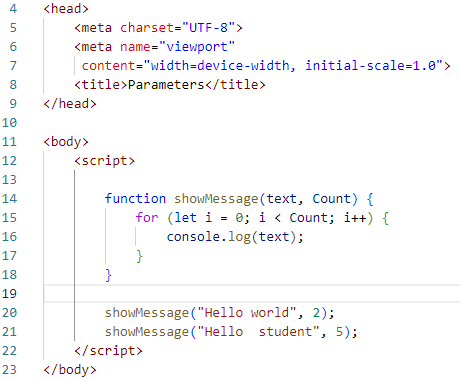 4 <head>
5     <meta charset="UTF-8">
6     <meta name="viewport"
7      content="width=device-width, initial-scale=1.0">
8     <title>Parameters</title>
9 </head>
10
11 <body>
12     <script>
13
14         function showMessage(text, Count) {
15             for (let i = 0; i < Count; i++) {
16                 console.log(text);
17             }
18         }
19
20         showMessage("Hello world", 2);
21         showMessage("Hello  student", 5);
22     </script>
23 </body>